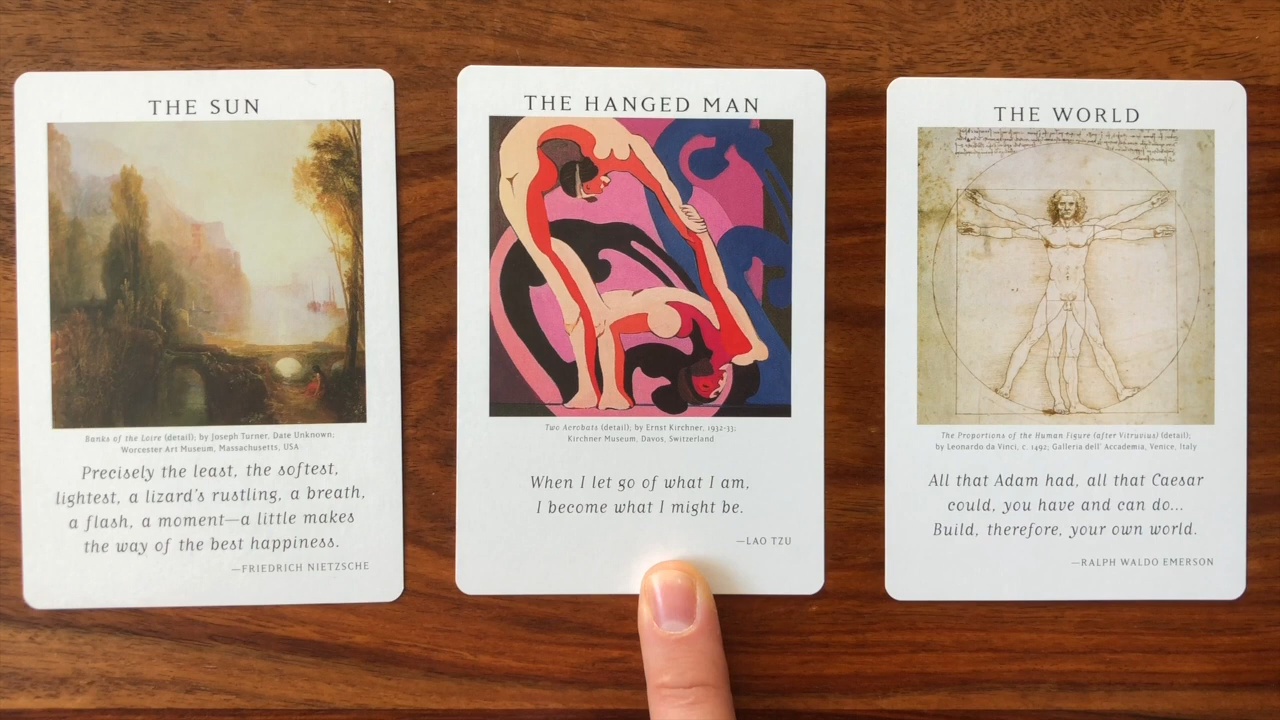 THE SUN
Banks of the Loire (detail); by Joseph Turner, Date Unknown;
Worcester Art Museum, Massachusetts, USA
Precisely the least, the softest,
lightest, a lizard's rustling, a breath,
a flash, a moment—a little makes
the way of the best happiness.
—FRIEDRICH NIETZSCHE
THE HANGED MAN
Two Acrobats (detail); by Ernst Kirchner, 1932-33;
Kirchner Museum, Davos, Switzerland
When I let go of what I am,
I become what I might be.
—LAO TZU
THE WORLD
The Proportions of the Human Figure (after Vitruvius) (detail);
by Leonardo da Vinci, c. 1492; Galleria dell' Accademia, Venice, Italy
All that Adam had, all that Caesar
could, you have and can do...
Build, therefore, your own world.
—RALPH WALDO EMERSON